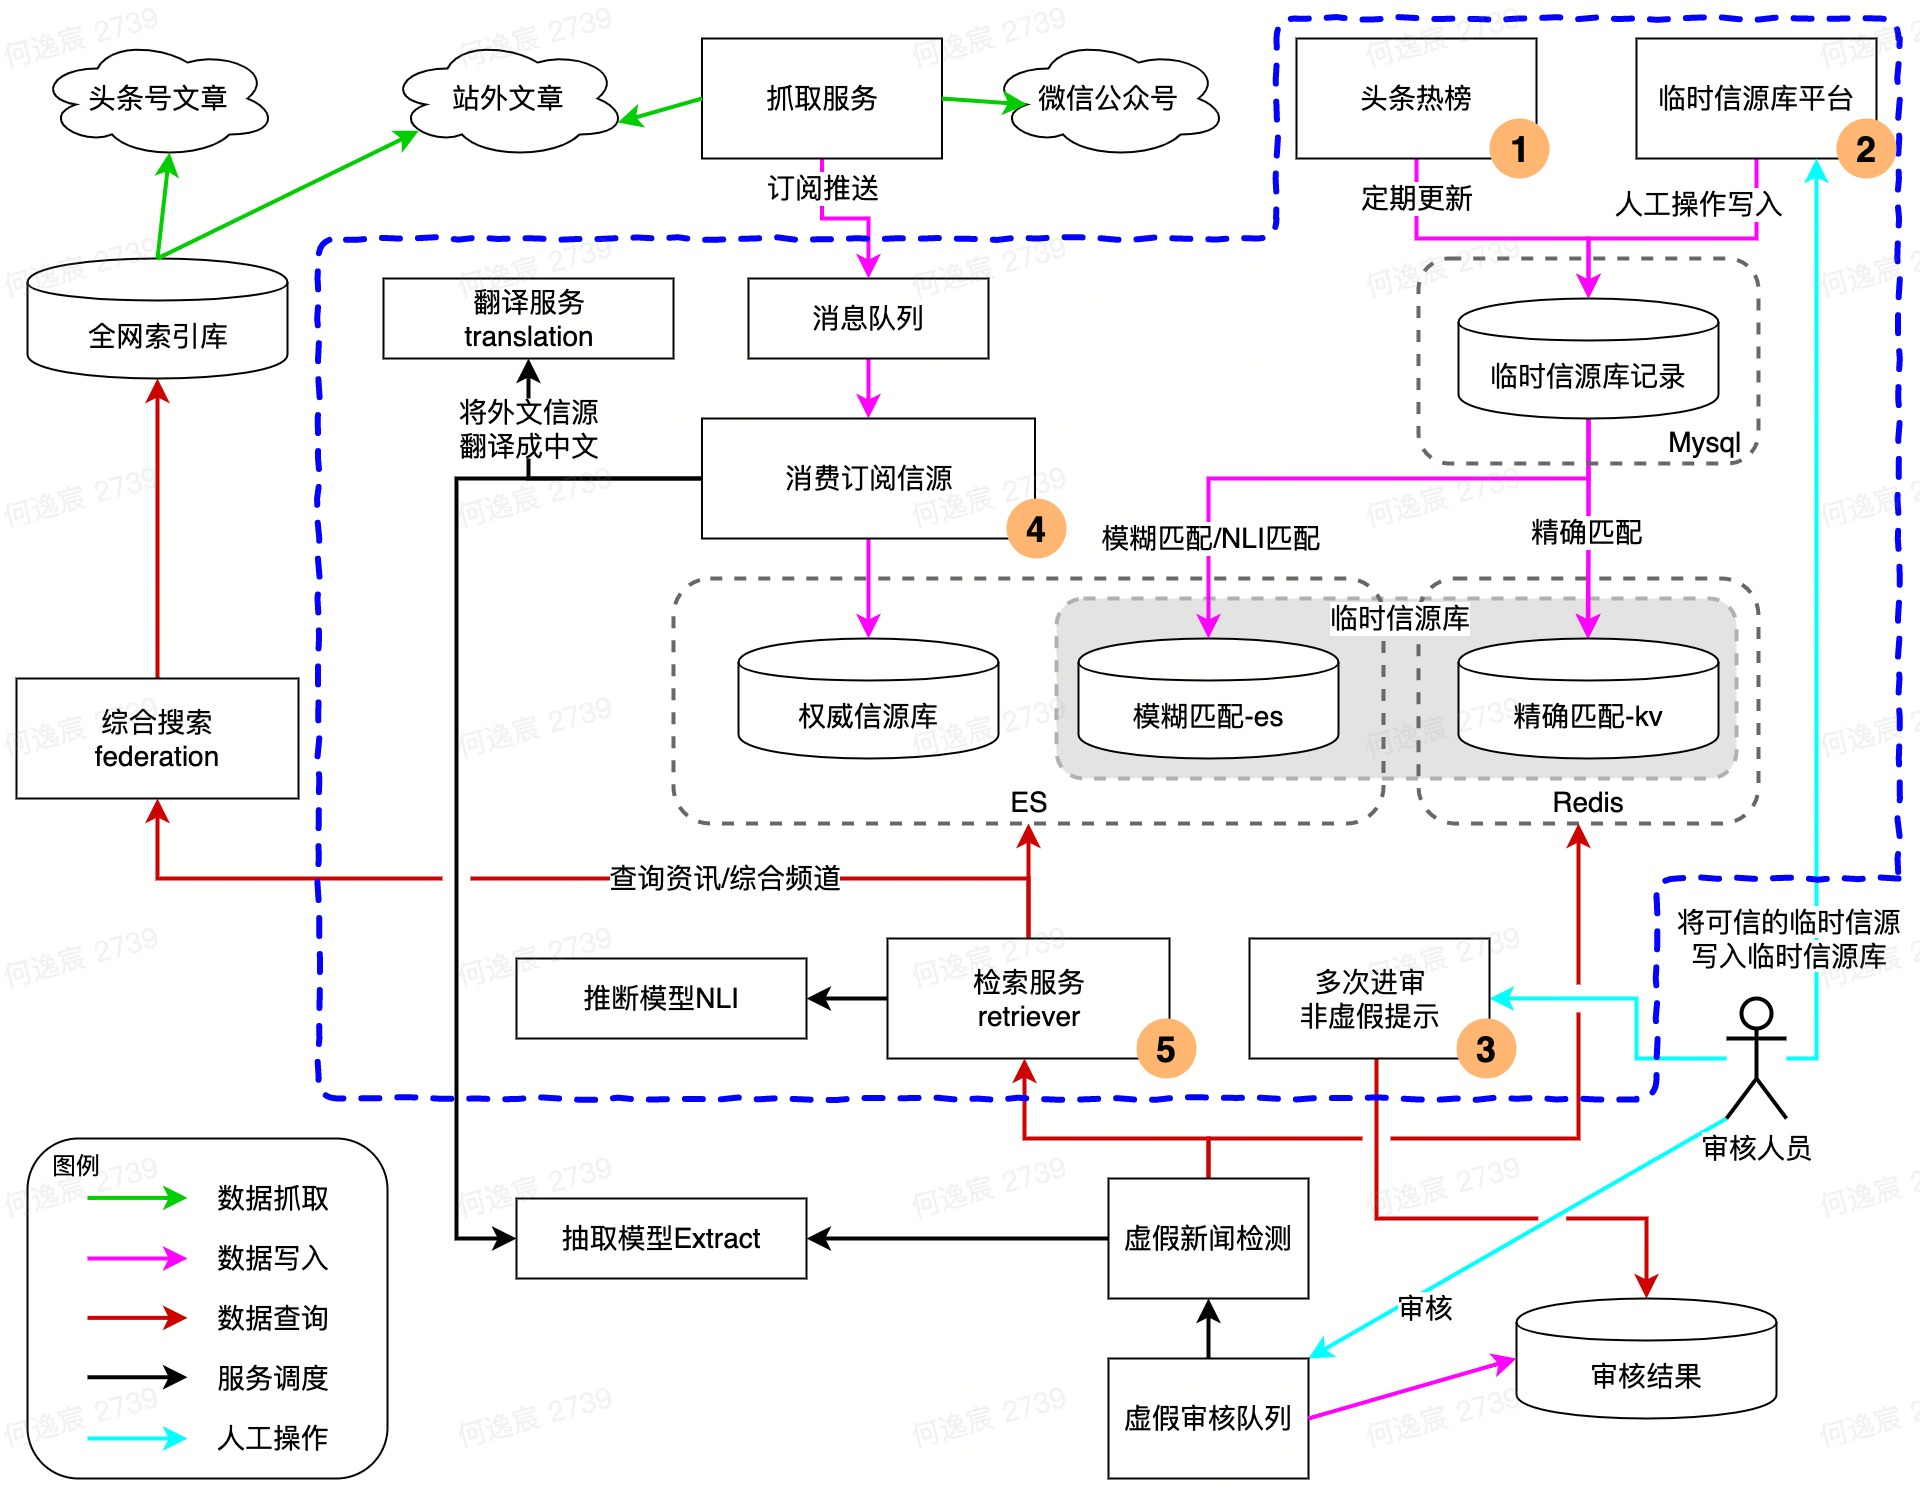 头条号文章
站外文章
抓取服务
微信公众号
头条热榜
1
临时信源库平台
2
订阅推送
定期更新
人工操作写入
全网索引库
翻译服务
translation
消息队列
临时信源库记录
Mysql
将外文信源
翻译成中文
消费订阅信源
4
模糊匹配/NLI匹配
精确匹配
临时信源库
权威信源库
模糊匹配-es
精确匹配-kv
ES
Redis
综合搜索
federation
查询资讯/综合频道
将可信的临时信源
写入临时信源库
推断模型NLI
检索服务
retriever
5
多次进审
非虚假提示
3
审核人员
图例
数据抓取
数据写入
数据查询
服务调度
人工操作
抽取模型Extract
虚假新闻检测
审核
虚假审核队列
审核结果
何逸宸 2739